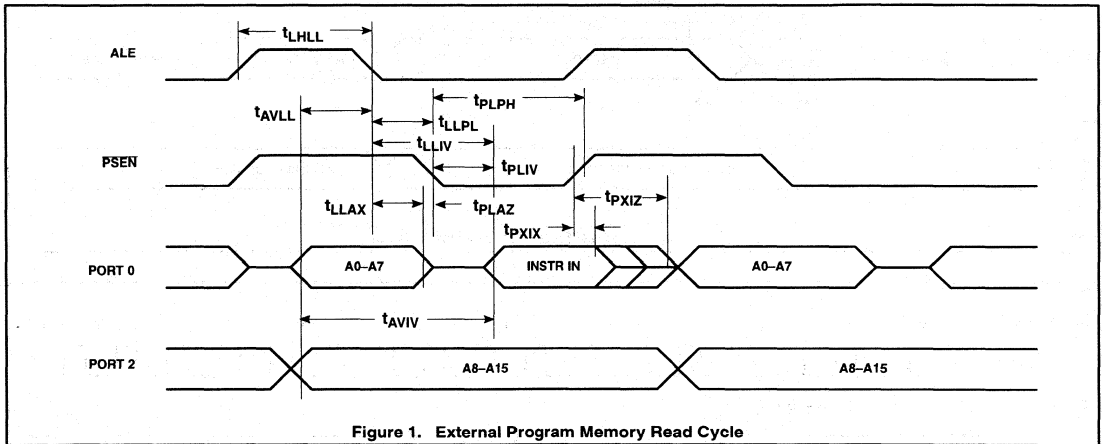 tLHLL
ALE
tPLPH
tAVLL
tLLPL
tLLIV
PSEN
tPLIV
tLLAX
tPLAZ
tPXIZ
tPXIX
PORT 0
A0–A7
INSTR IN
A0–A7
tAVIV
PORT 2
A8–A15
A8–A15
Figure 1. External Program Memory Read Cycle